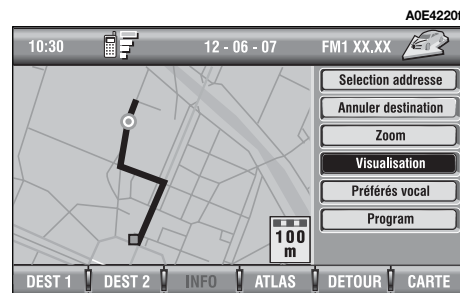 A0E4220f
10:30 12 - 06 - 07 FM1 XX.XX
Selection addresse
Annuler destination
Zoom
Visualisation
Préférés vocal
Program
100
m
DEST 1 DEST 2 INFO ATLAS DETOUR CARTE